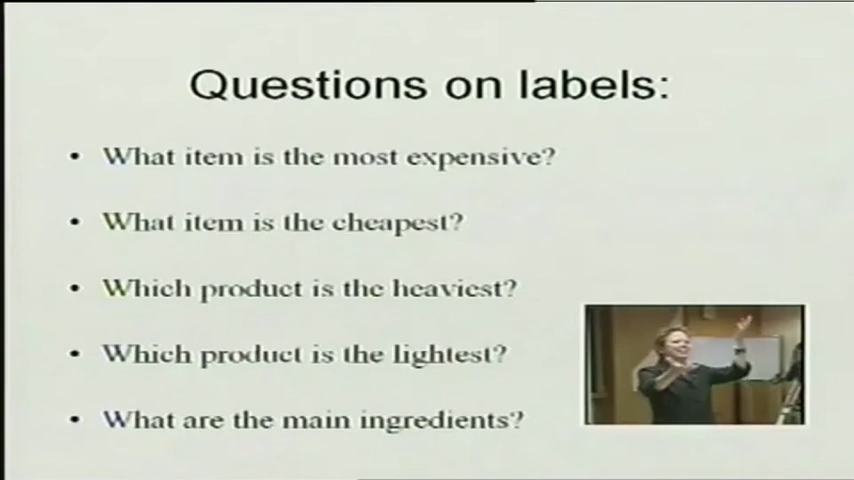 Questions on labels:
• What item is the most expensive?
• What item is the cheapest?
• Which product is the heaviest?
• Which product is the lightest?
• What are the main ingredients?